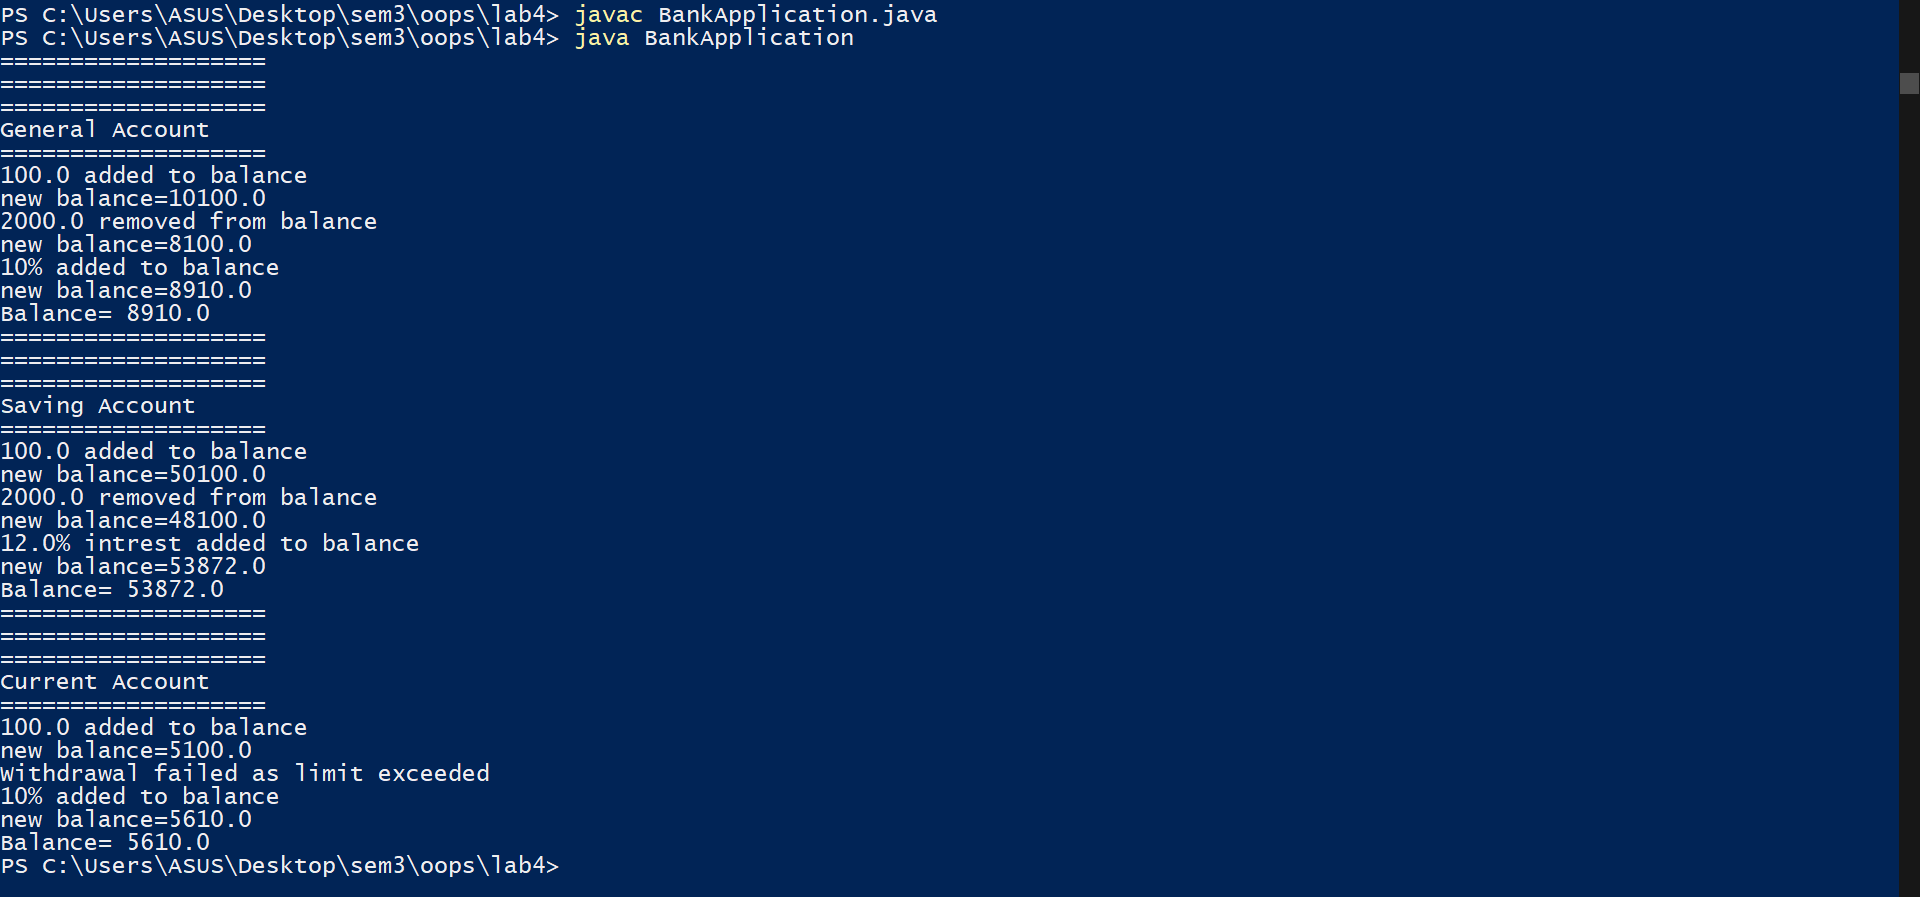 PS C:\Users\ASUS\Desktop\sem3\oops\lab4> javac BankApplication.java
PS C:\Users\ASUS\Desktop\sem3\oops\lab4> java BankApplication
===================
===================
===================
General Account
===================
100.0 added to balance
new balance=10100.0
2000.0 removed from balance
new balance=8100.0
10% added to balance
new balance=8910.0
Balance= 8910.0
===================
===================
===================
Saving Account
===================
100.0 added to balance
new balance=50100.0
2000.0 removed from balance
new balance=48100.0
12.0% intrest added to balance
new balance=53872.0
Balance= 53872.0
===================
===================
===================
Current Account
===================
100.0 added to balance
new balance=5100.0
Withdrawal failed as limit exceeded
10% added to balance
new balance=5610.0
Balance= 5610.0
PS C:\Users\ASUS\Desktop\sem3\oops\lab4>